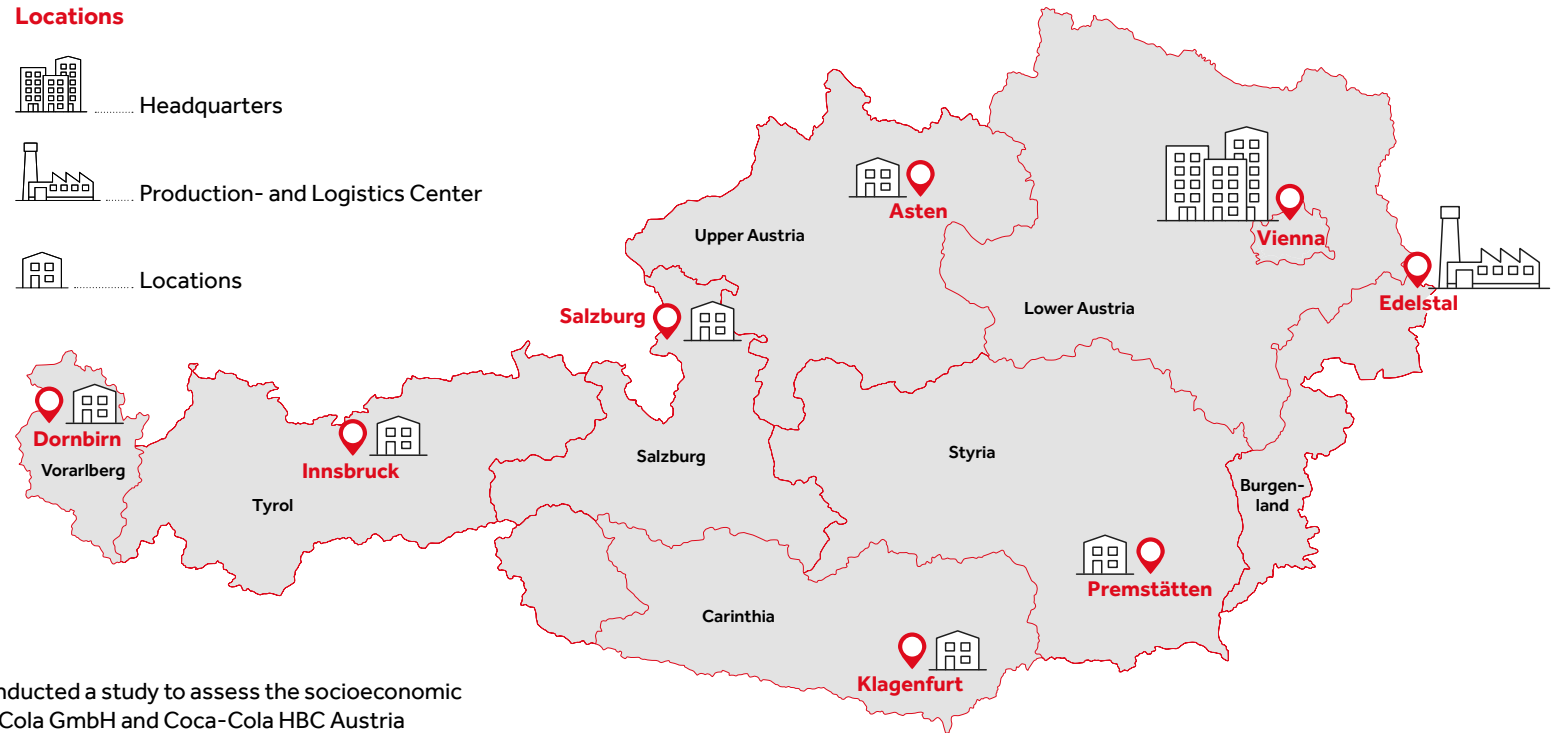 Locations
Headquarters
Production- and Logistics Center
Locations
Asten
Upper Austria
Vienna
Edelstal
Lower Austria
Salzburg
Dornbirn
Vorarlberg
Innsbruck
Tyrol
Salzburg
Styria
Burgen-
land
Premstätten
Carinthia
Klagenfurt
nducted a study to assess the socioeconomic
Cola GmbH and Coca-Cola HBC Austria